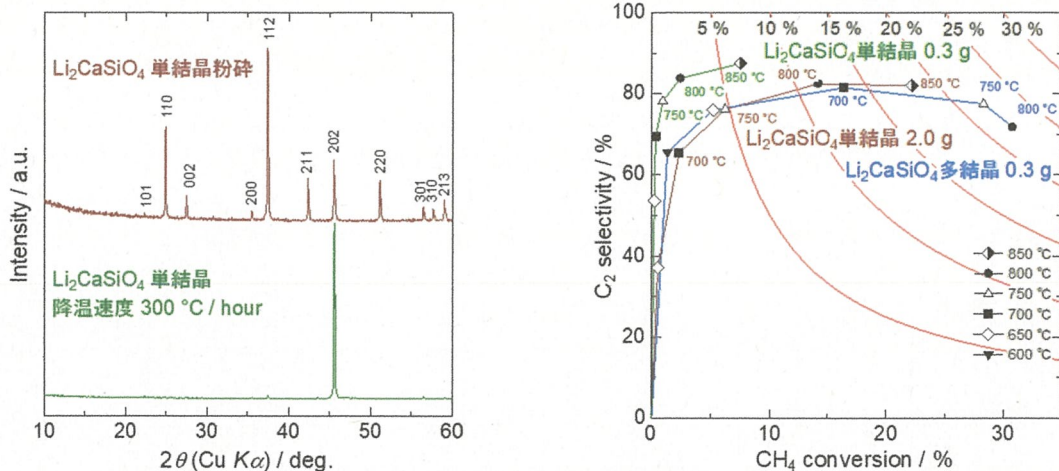 Li2CaSiO4 単結晶粉砕
110
112
101
002
200
211
202
220
301
310
213
Li2CaSiO4 単結晶
降温速度 300 °C / hour
Intensity / a.u.
10 20 30 40 50 60
2θ (Cu Kα) / deg.
100
80
60
40
20
0
C2 selectivity / %
5 % 10 % 15 % 20 % 25 % 30 %
Li2CaSiO4単結晶 0.3 g
850 °C
800 °C
750 °C
800 °C
850 °C
700 °C
750 °C
800 °C
750 °C
700 °C
Li2CaSiO4単結晶 2.0 g
Li2CaSiO4多結晶 0.3 g
850 °C
800 °C
750 °C
700 °C
650 °C
600 °C
0 5 10 15 20 25 30
CH4 conversion / %